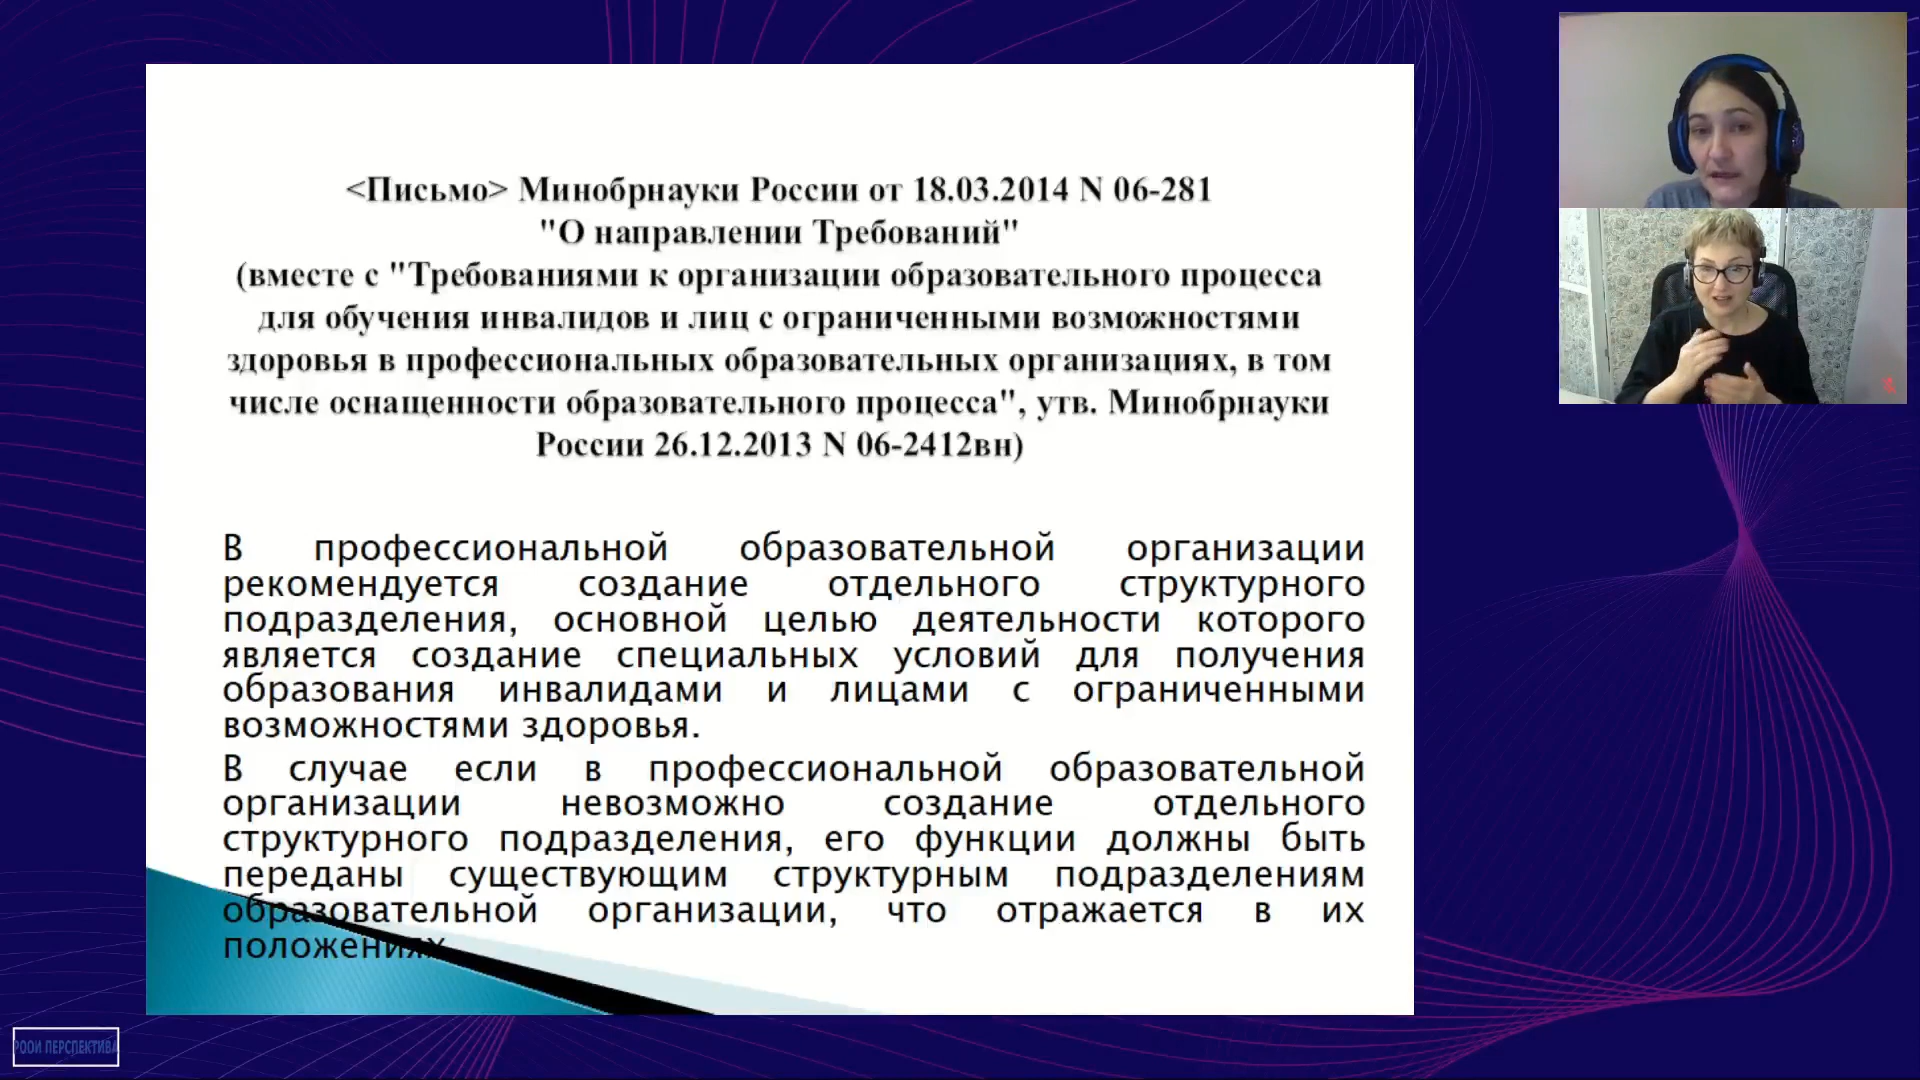 <Письмо> Минобрнауки России от 18.03.2014 N 06-281
"О направлении Требований"
(вместе с "Требованиями к организации образовательного процесса
для обучения инвалидов и лиц с ограниченными возможностями
здоровья в профессиональных образовательных организациях, в том
числе оснащенности образовательного процесса", утв. Минобрнауки
России 26.12.2013 N 06-2412вн)
В профессиональной образовательной организации
рекомендуется создание отдельного структурного
подразделения, основной целью деятельности которого
является создание специальных условий для получения
образования инвалидами и лицами с ограниченными
возможностями здоровья.
В случае если в профессиональной образовательной
организации невозможно создание отдельного
структурного подразделения, его функции должны быть
переданы существующим структурным подразделениям
образовательной организации, что отражается в их
положениях.
РООИ ПЕРСПЕКТИВА